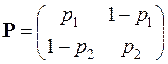 P = ( p₁ 1 − p₁
1 − p₂ p₂ )